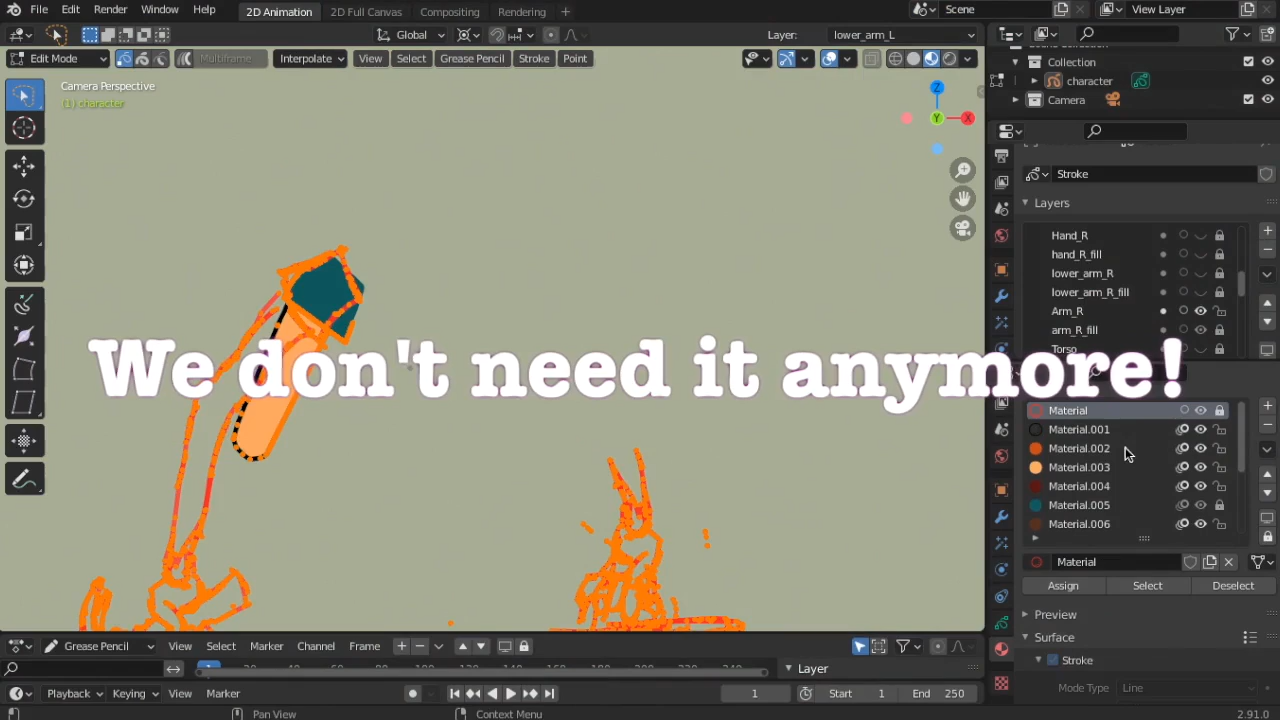 File Edit Render Window Help 2D Animation 2D Full Canvas Compositing Rendering + Scene View Layer
Global Layer: lower_arm_L
Edit Mode Multiframe Interpolate View Select Grease Pencil Stroke Point
Camera Perspective
(1) character
Z
Y
X
Collection
character
Camera
Stroke
Layers
Hand_R
hand_R_fill
lower_arm_R
lower_arm_R_fill
Arm_R
arm_R_fill
Torso
We don't need it anymore!
Material
Material.001
Material.002
Material.003
Material.004
Material.005
Material.006
Material
Assign Select Deselect
Preview
Surface
Stroke
Mode Type Line
Grease Pencil View Select Marker Channel Frame
Layer
Playback Keying View Marker 1 Start 1 End 250
Pan View Context Menu 2.91.0